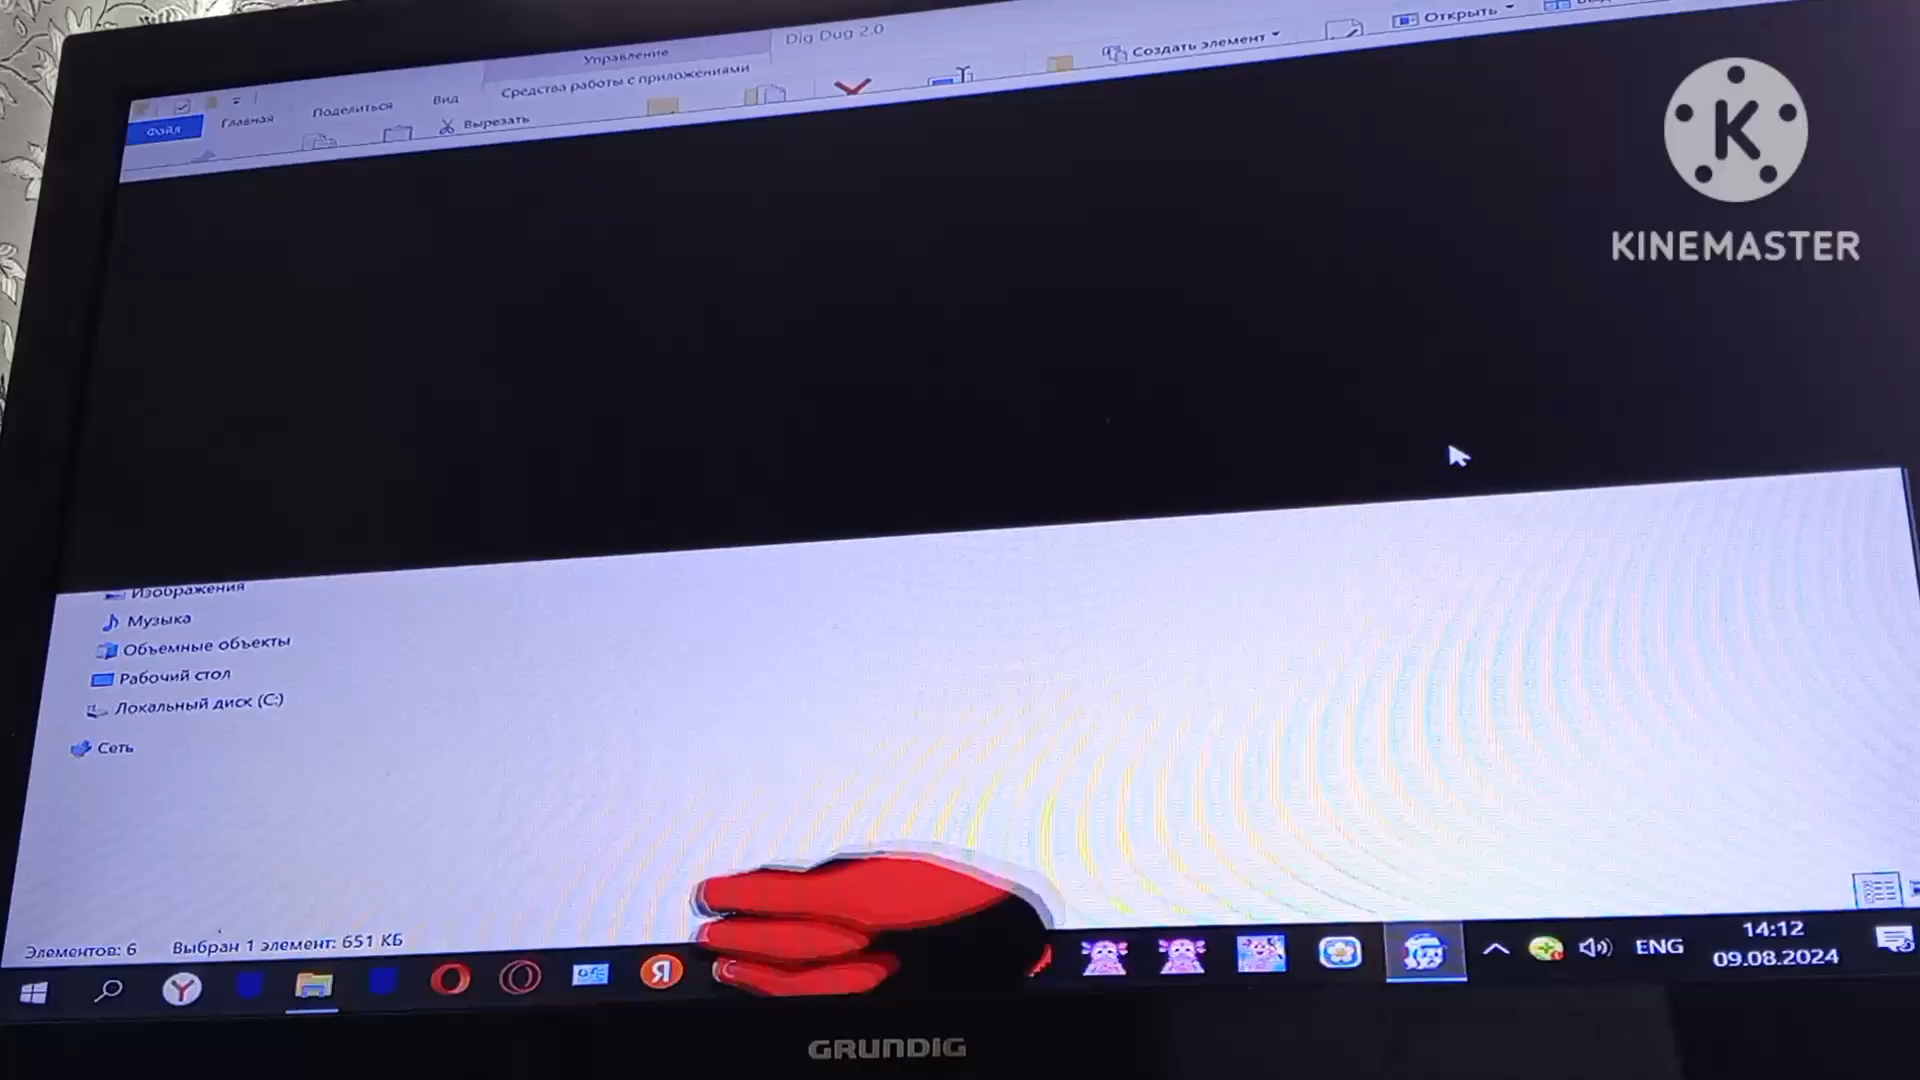 Управление
Dig Dug 2.0
Файл
Главная
Поделиться
Вид
Средства работы с приложениями
Вырезать
Создать элемент
Открыть
K
KINEMASTER
Изображения
Музыка
Объемные объекты
Рабочий стол
Локальный диск (C:)
Сеть
Элементов: 6
Выбран 1 элемент: 651 КБ
Y
Я
ENG
14:12
09.08.2024
GRUNDIG